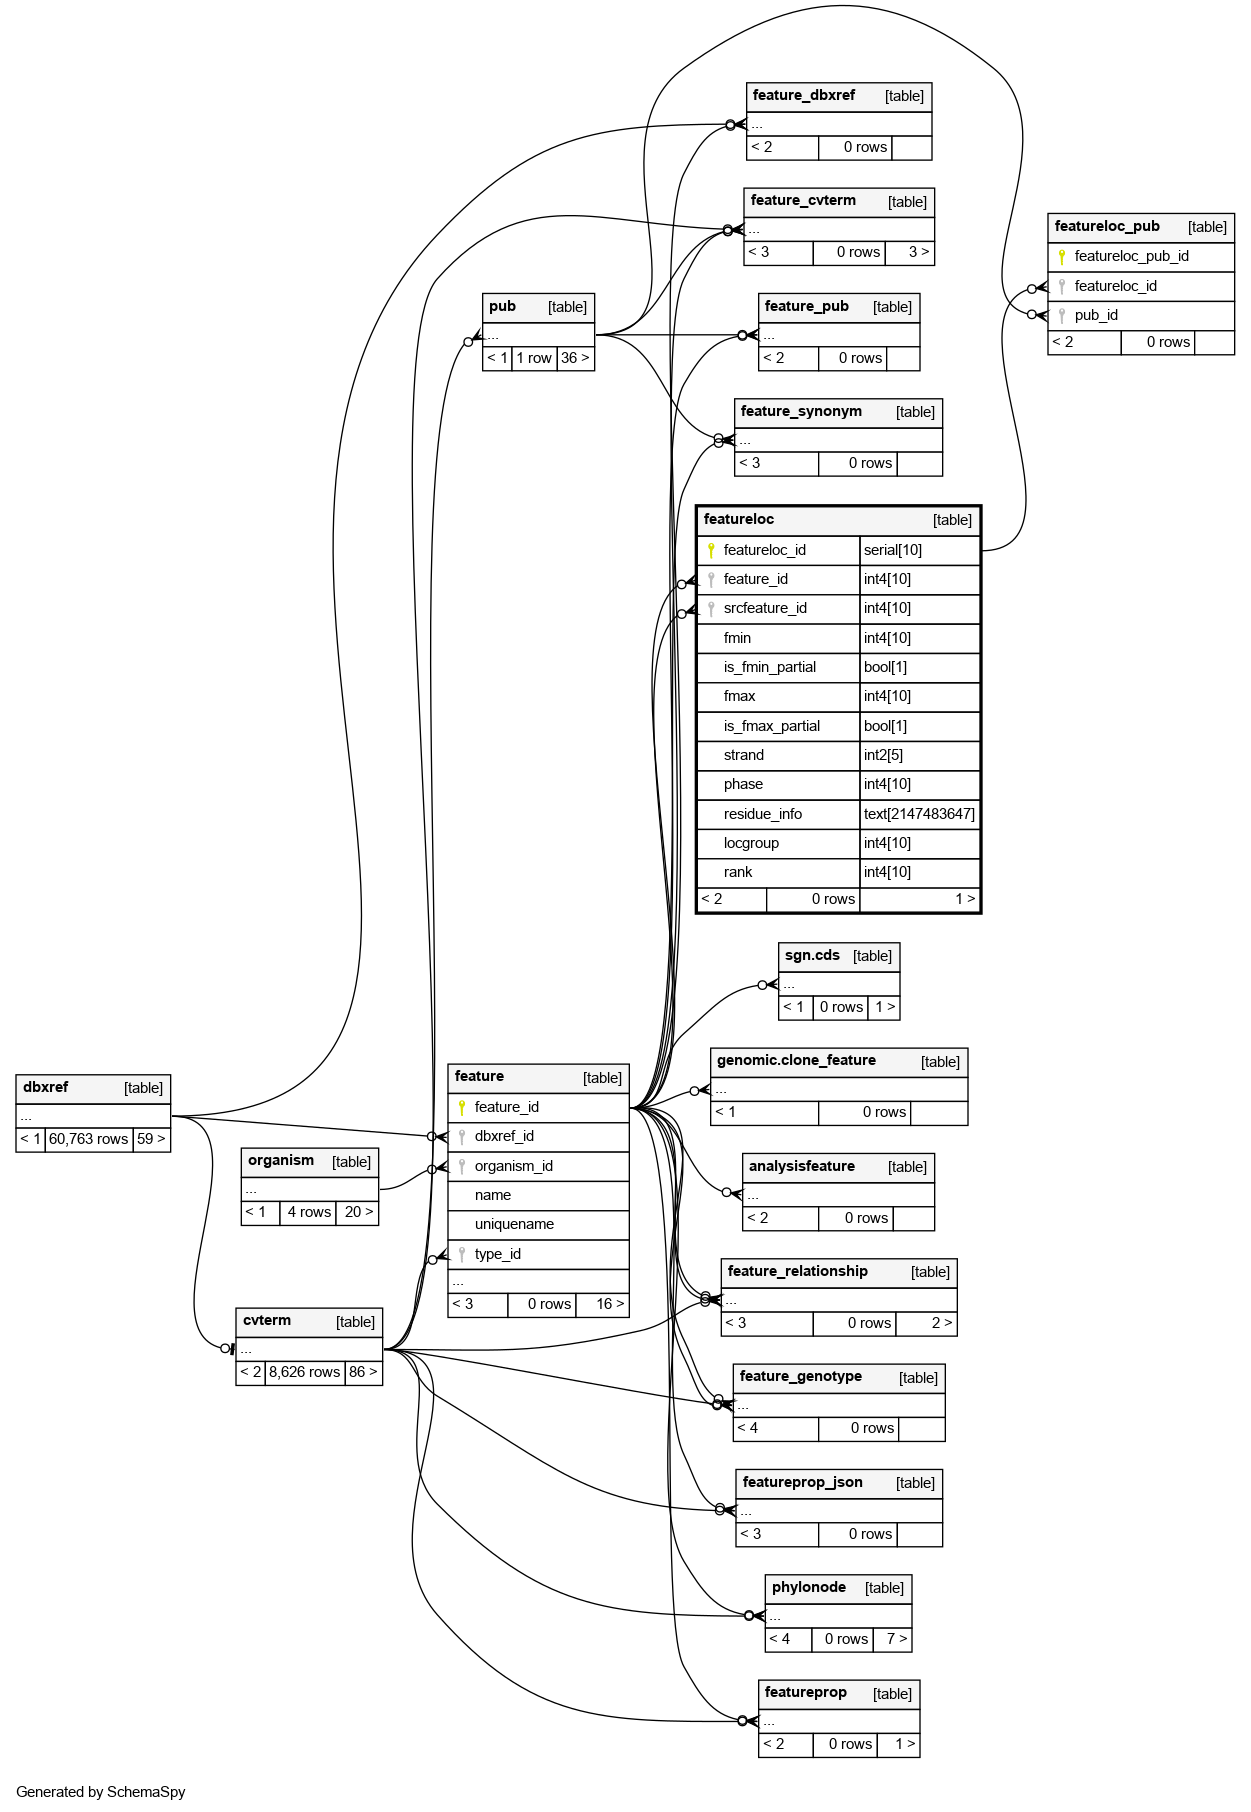 feature_dbxref [table]
...
< 2 0 rows
feature_cvterm [table]
...
< 3 0 rows 3 >
featureloc_pub [table]
featureloc_pub_id
featureloc_id
pub_id
< 2 0 rows
pub [table]
...
< 1 1 row 36 >
feature_pub [table]
...
< 2 0 rows
feature_synonym [table]
...
< 3 0 rows
featureloc [table]
featureloc_id serial[10]
feature_id int4[10]
srcfeature_id int4[10]
fmin int4[10]
is_fmin_partial bool[1]
fmax int4[10]
is_fmax_partial bool[1]
strand int2[5]
phase int4[10]
residue_info text[2147483647]
locgroup int4[10]
rank int4[10]
< 2 0 rows 1 >
sgn.cds [table]
...
< 1 0 rows 1 >
genomic.clone_feature [table]
...
< 1 0 rows
dbxref [table]
...
< 1 60,763 rows 59 >
organism [table]
...
< 1 4 rows 20 >
feature [table]
feature_id
dbxref_id
organism_id
name
uniquename
type_id
...
< 3 0 rows 16 >
cvterm [table]
...
< 2 8,626 rows 86 >
analysisfeature [table]
...
< 2 0 rows
feature_relationship [table]
...
< 3 0 rows 2 >
feature_genotype [table]
...
< 4 0 rows
featureprop_json [table]
...
< 3 0 rows
phylonode [table]
...
< 4 0 rows 7 >
featureprop [table]
...
< 2 0 rows 1 >
Generated by SchemaSpy